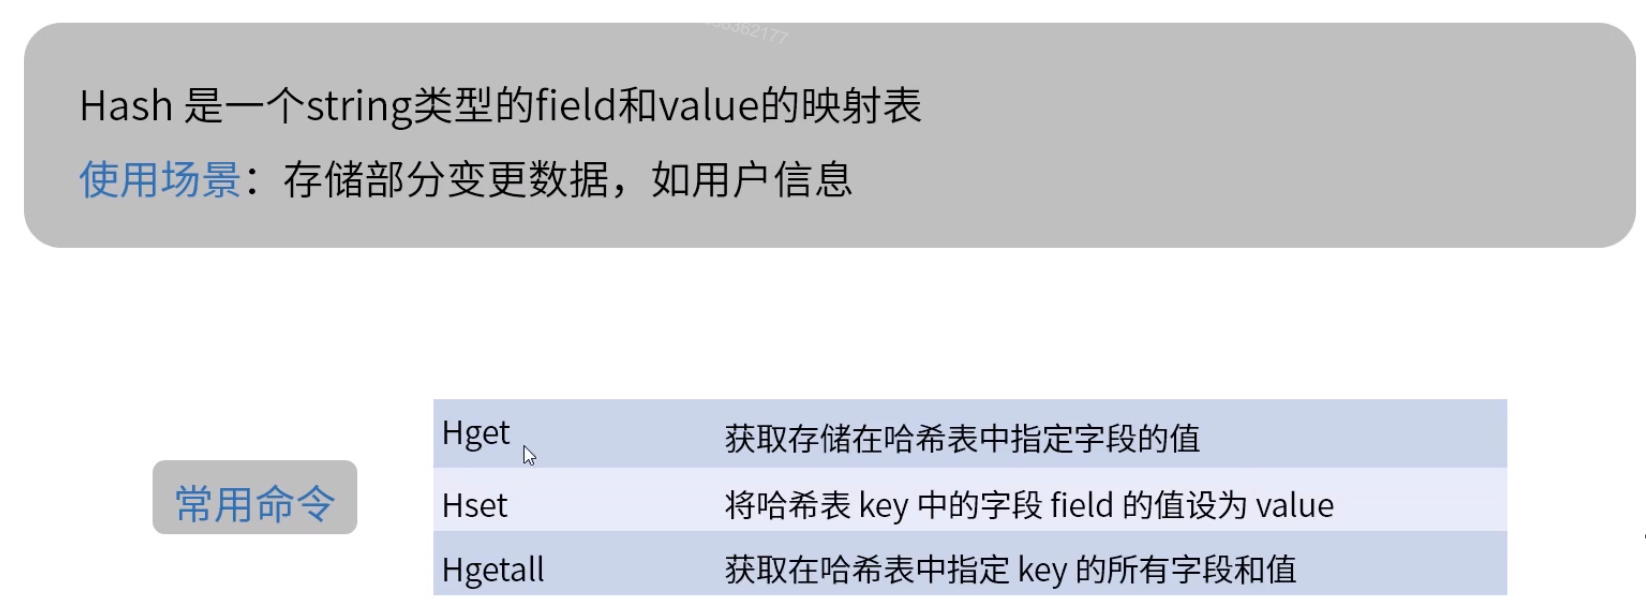 Hash 是一个string类型的field和value的映射表
使用场景：存储部分变更数据，如用户信息
常用命令
Hget 获取存储在哈希表中指定字段的值
Hset 将哈希表 key 中的字段 field 的值设为 value
Hgetall 获取在哈希表中指定 key 的所有字段和值